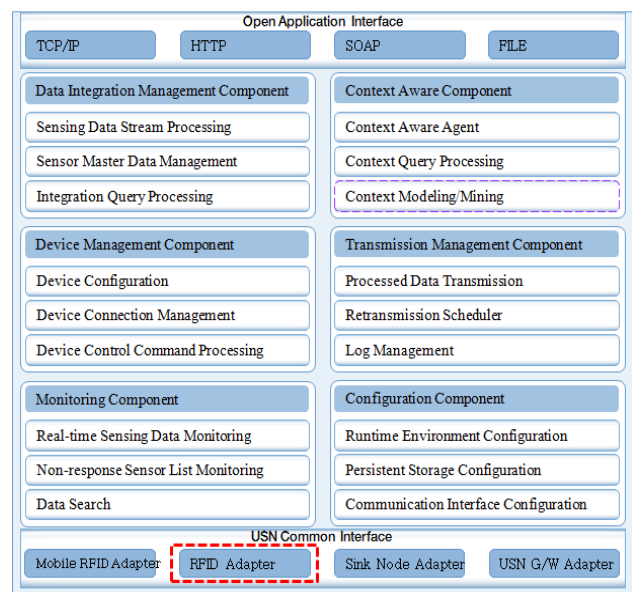 Open Application Interface
TCP/IP HTTP SOAP FILE
Data Integration Management Component
Sensing Data Stream Processing
Sensor Master Data Management
Integration Query Processing
Context Aware Component
Context Aware Agent
Context Query Processing
Context Modeling/Mining
Device Management Component
Device Configuration
Device Connection Management
Device Control Command Processing
Transmission Management Component
Processed Data Transmission
Retransmission Scheduler
Log Management
Monitoring Component
Real-time Sensing Data Monitoring
Non-response Sensor List Monitoring
Data Search
Configuration Component
Runtime Environment Configuration
Persistent Storage Configuration
Communication Interface Configuration
USN Common Interface
Mobile RFID Adapter RFID Adapter Sink Node Adapter USN G/W Adapter